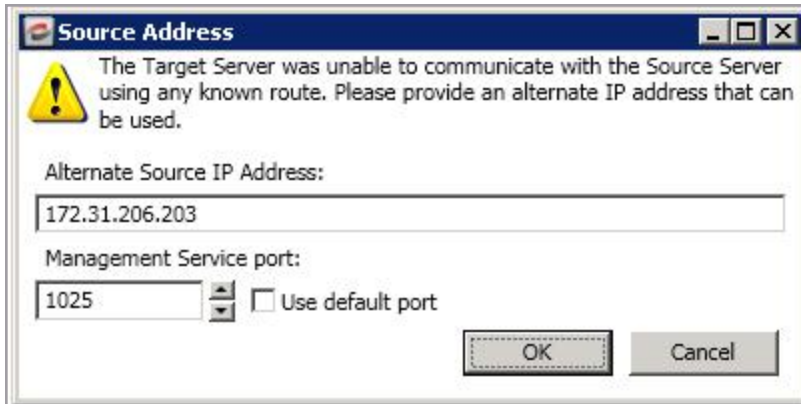 Source Address
The Target Server was unable to communicate with the Source Server
using any known route. Please provide an alternate IP address that can
be used.
Alternate Source IP Address:
172.31.206.203
Management Service port:
1025
Use default port
OK
Cancel